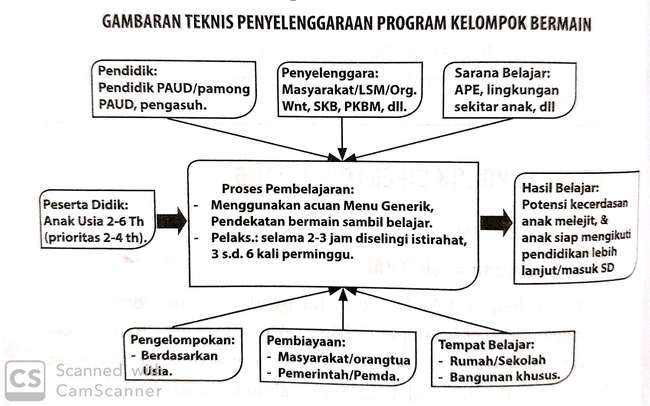 GAMBARAN TEKNIS PENYELENGGARAAN PROGRAM KELOMPOK BERMAIN
Pendidik:
Pendidik PAUD/pamong
PAUD, pengasuh.
Penyelenggara:
Masyarakat/LSM/Org.
Wnt, SKB, PKBM, dll.
Sarana Belajar:
APE, lingkungan
sekitar anak, dll
Peserta Didik:
Anak Usia 2-6 Th
(prioritas 2-4 th).
Proses Pembelajaran:
- Menggunakan acuan Menu Generik,
Pendekatan bermain sambil belajar.
- Pelaks.: selama 2-3 jam diselingi istirahat,
3 s.d. 6 kali perminggu.
Hasil Belajar:
Potensi kecerdasan
anak melejit, &
anak siap mengikuti
pendidikan lebih
lanjut/masuk SD
Pengelompokan:
- Berdasarkan
Usia.
Pembiayaan:
- Masyarakat/orangtua
- Pemerintah/Pemda.
Tempat Belajar:
- Rumah/Sekolah
- Bangunan khusus.
CS Scanned with
CamScanner